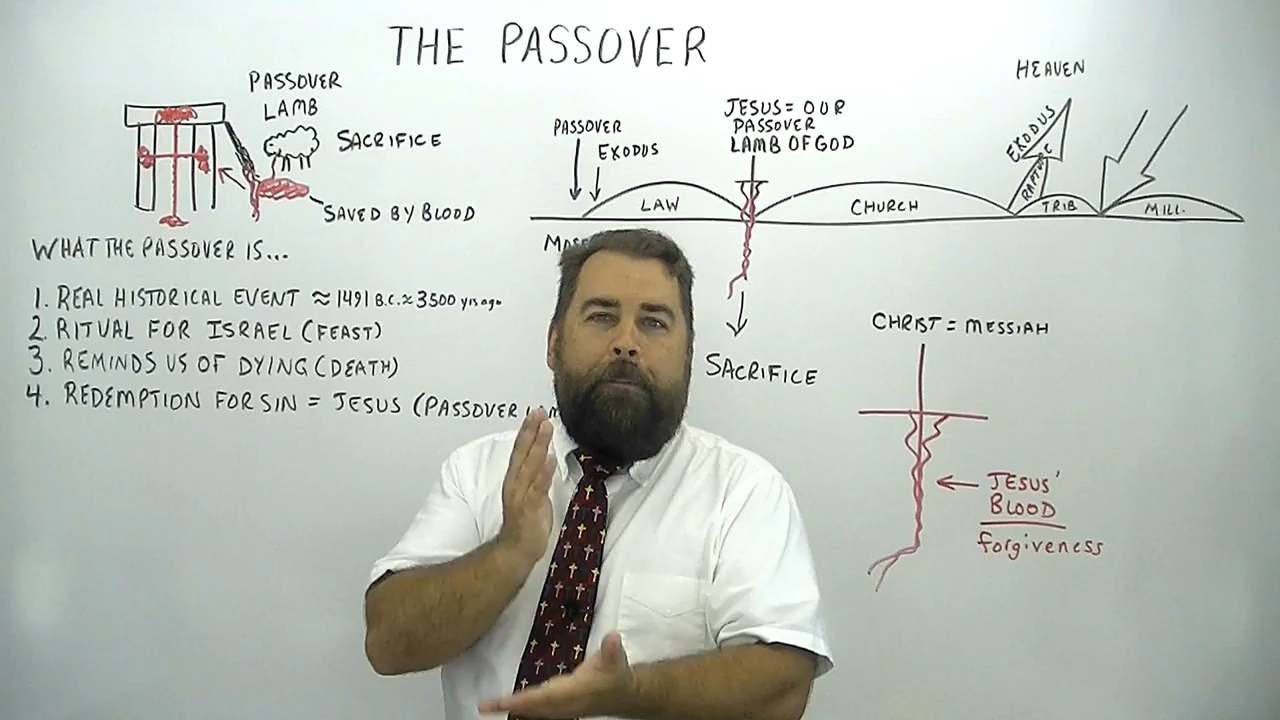 THE PASSOVER
PASSOVER
LAMB
SACRIFICE
SAVED BY BLOOD
WHAT THE PASSOVER IS...
1. REAL HISTORICAL EVENT ≈ 1491 B.C. ≈ 3500 yrs ago
2. RITUAL FOR ISRAEL (FEAST)
3. REMINDS US OF DYING (DEATH)
4. REDEMPTION FOR SIN = JESUS (PASSOVER
PASSOVER
EXODUS
JESUS = OUR
PASSOVER
LAMB OF GOD
HEAVEN
EXODUS
RAPTURE
LAW
CHURCH
TRIB
MILL.
SACRIFICE
CHRIST = MESSIAH
JESUS'
BLOOD
forgiveness